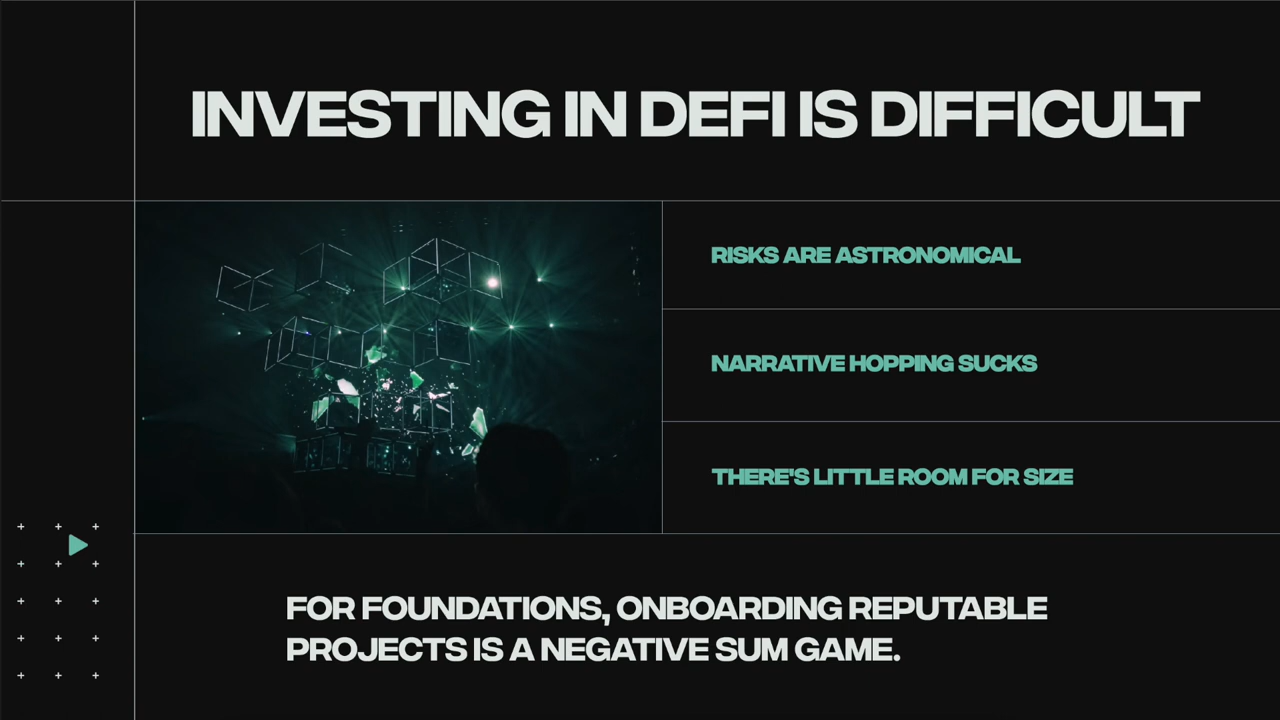 INVESTING IN DEFI IS DIFFICULT
RISKS ARE ASTRONOMICAL
NARRATIVE HOPPING SUCKS
THERE'S LITTLE ROOM FOR SIZE
FOR FOUNDATIONS, ONBOARDING REPUTABLE
PROJECTS IS A NEGATIVE SUM GAME.